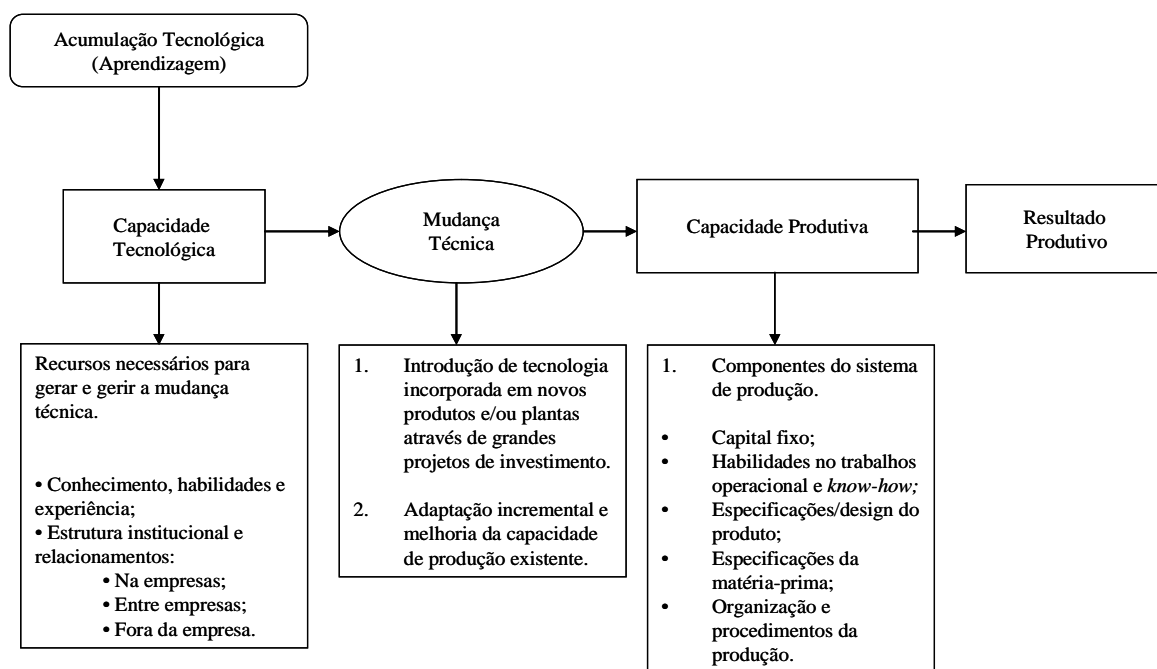 Acumulação Tecnológica
(Aprendizagem)
Capacidade
Tecnológica
Mudança
Técnica
Capacidade Produtiva
Resultado
Produtivo
Recursos necessários para
gerar e gerir a mudança
técnica.
• Conhecimento, habilidades e
experiência;
• Estrutura institucional e
relacionamentos:
• Na empresas;
• Entre empresas;
• Fora da empresa.
1. Introdução de tecnologia
incorporada em novos
produtos e/ou plantas
através de grandes
projetos de investimento.
2. Adaptação incremental e
melhoria da capacidade
de produção existente.
1. Componentes do sistema
de produção.
• Capital fixo;
• Habilidades no trabalhos
operacional e know-how;
• Especificações/design do
produto;
• Especificações da
matéria-prima;
• Organização e
procedimentos da
produção.